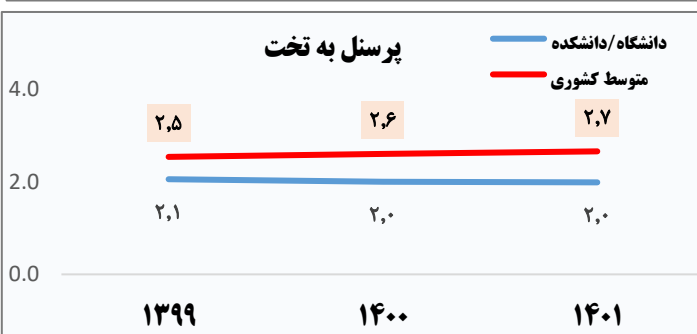 پرسنل به تخت
دانشگاه/دانشکده
متوسط کشوری
4.0
۲٫۵ ۲٫۶ ۲٫۷
2.0
۲٫۱ ۲٫۰ ۲٫۰
0.0
۱۳۹۹ ۱۴۰۰ ۱۴۰۱